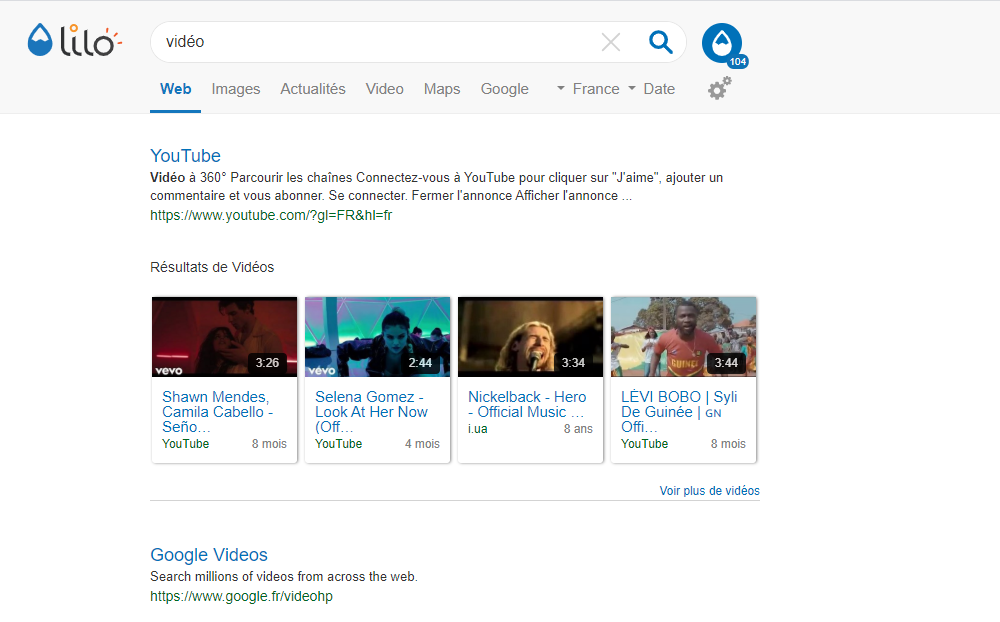 lilo
vidéo
104
Web Images Actualités Video Maps Google France Date
YouTube
Vidéo à 360° Parcourir les chaînes Connectez-vous à YouTube pour cliquer sur "J'aime", ajouter un
commentaire et vous abonner. Se connecter. Fermer l'annonce Afficher l'annonce ...
https://www.youtube.com/?gl=FR&hl=fr
Résultats de Vidéos
vevo
3:26
Shawn Mendes,
Camila Cabello -
Seño…
YouTube 8 mois
vevo
2:44
Selena Gomez -
Look At Her Now
(Off…
YouTube 4 mois
3:34
Nickelback - Hero
- Official Music …
i.ua 8 ans
GUINEE
3:44
LÉVI BOBO | Syli
De Guinée | GN
Offi…
YouTube 8 mois
Voir plus de vidéos
Google Videos
Search millions of videos from across the web.
https://www.google.fr/videohp